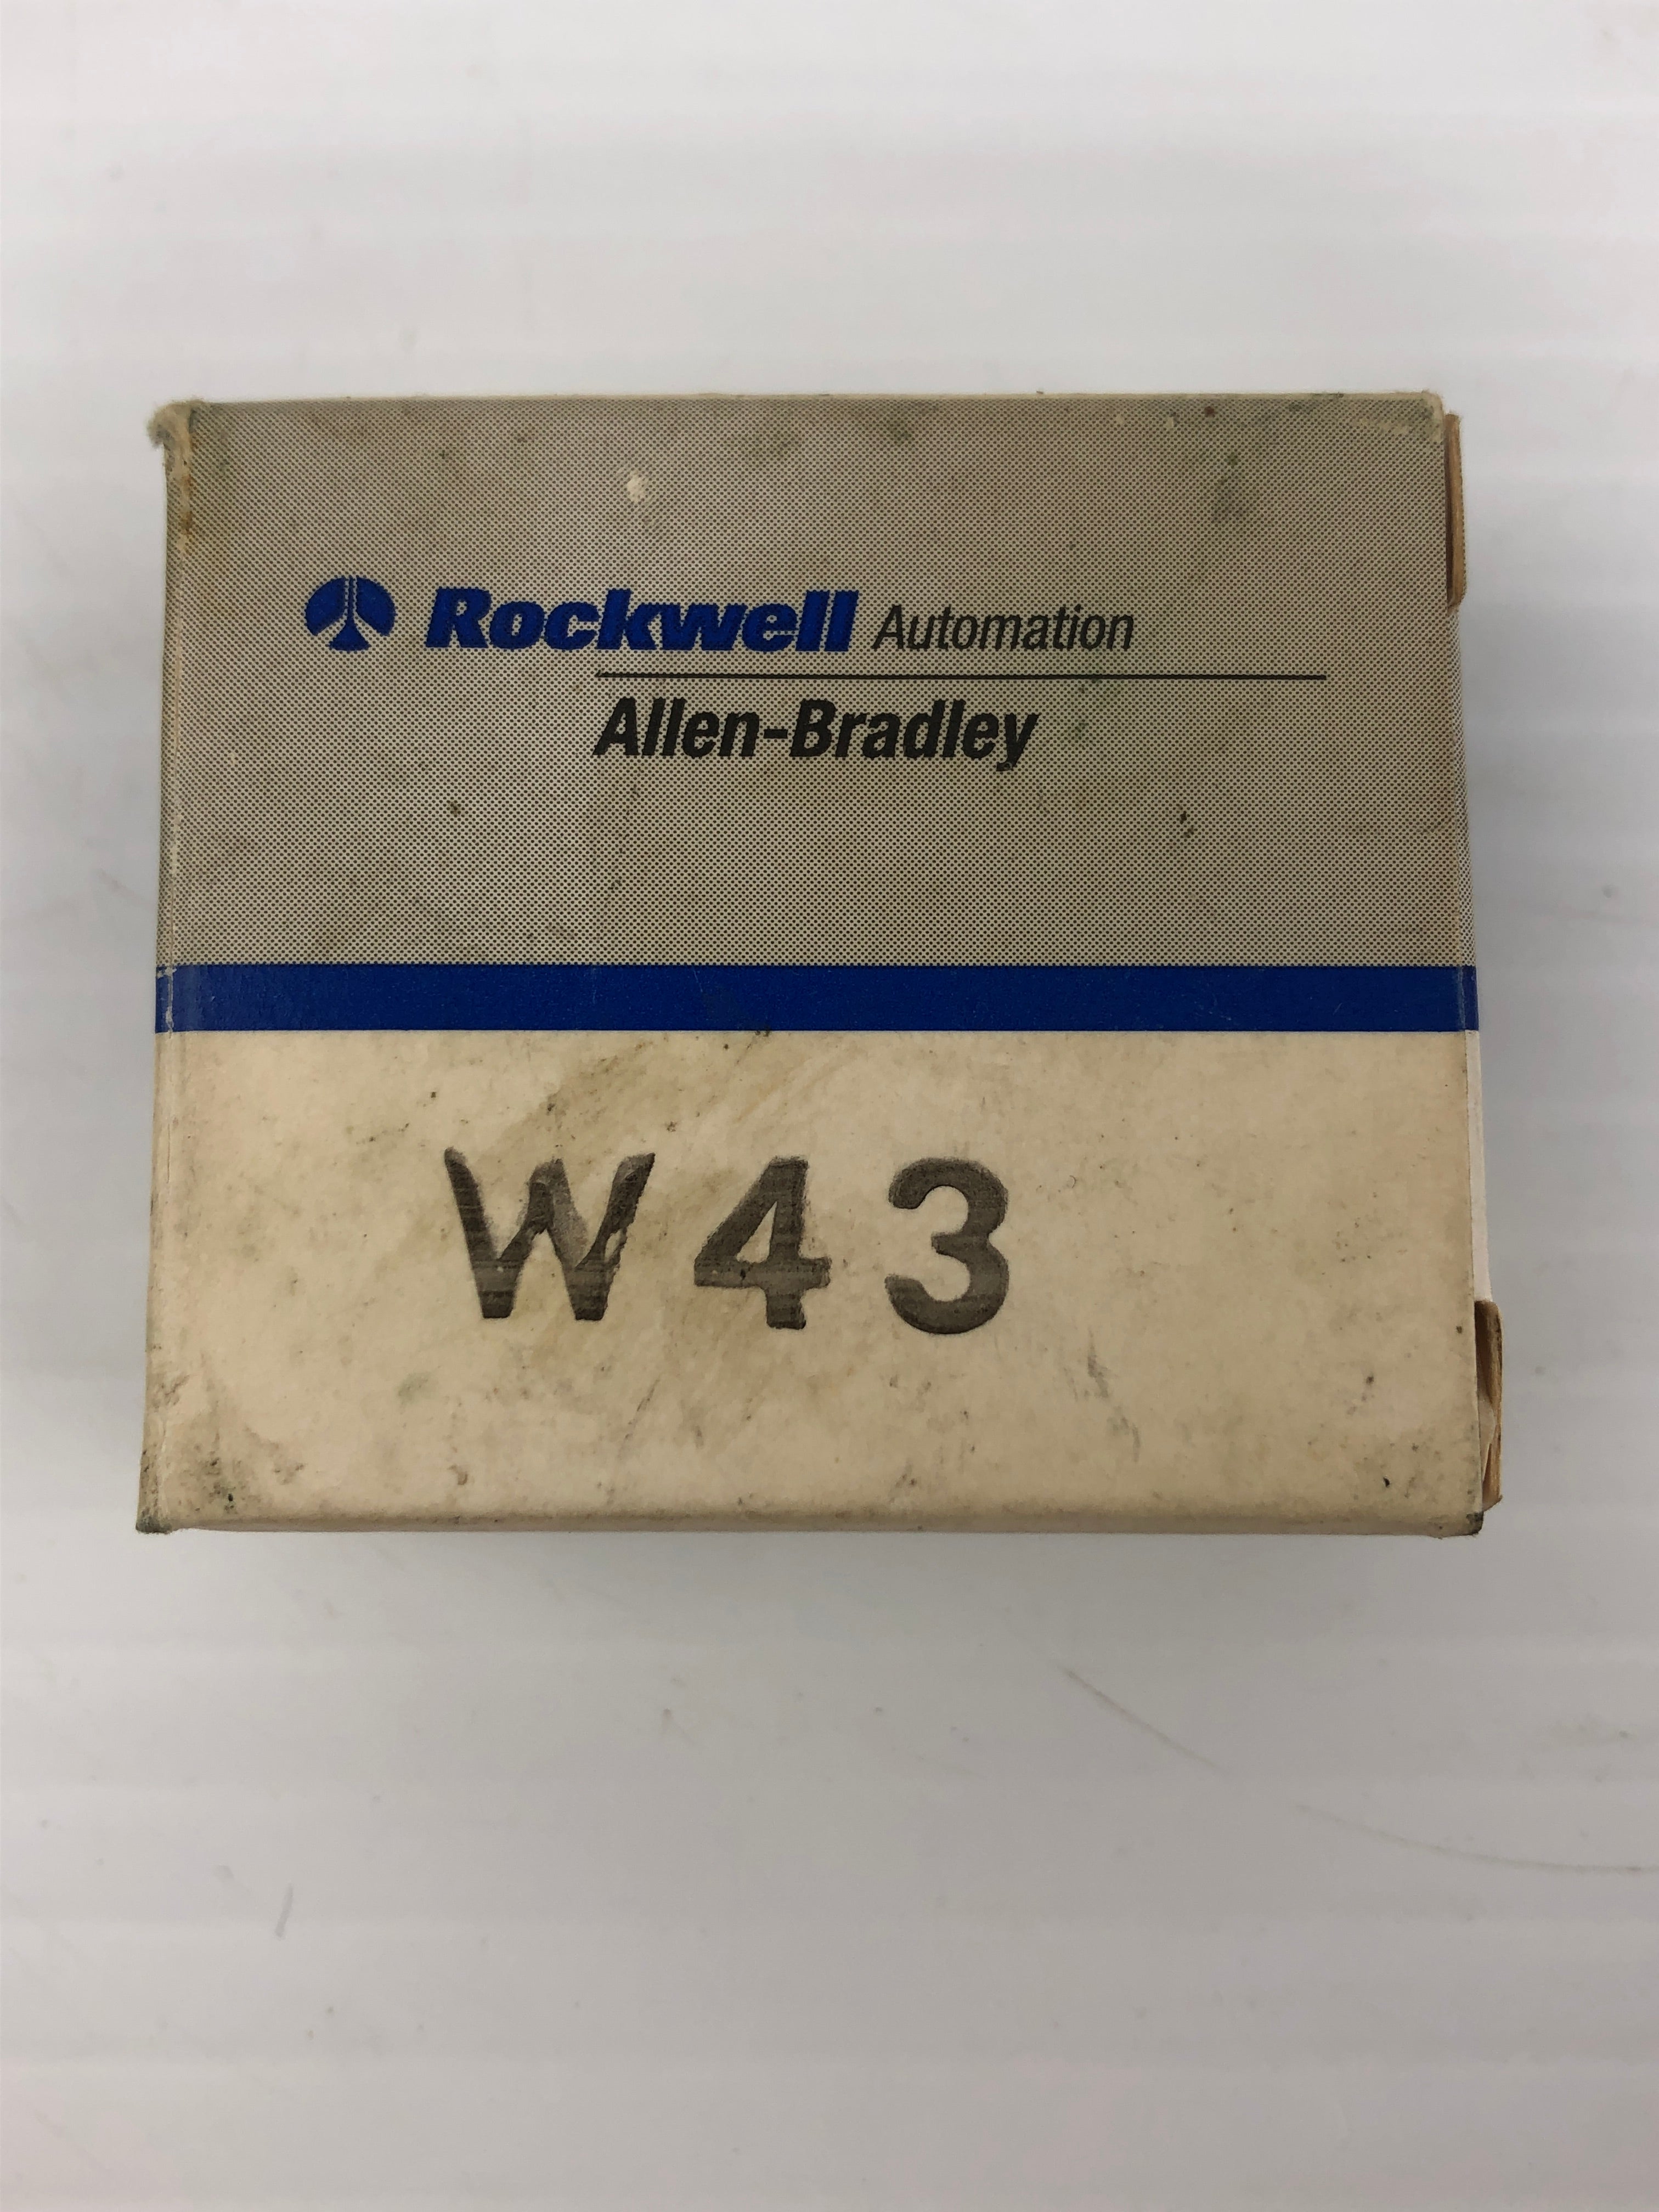 Rockwell Automation
Allen-Bradley
W43